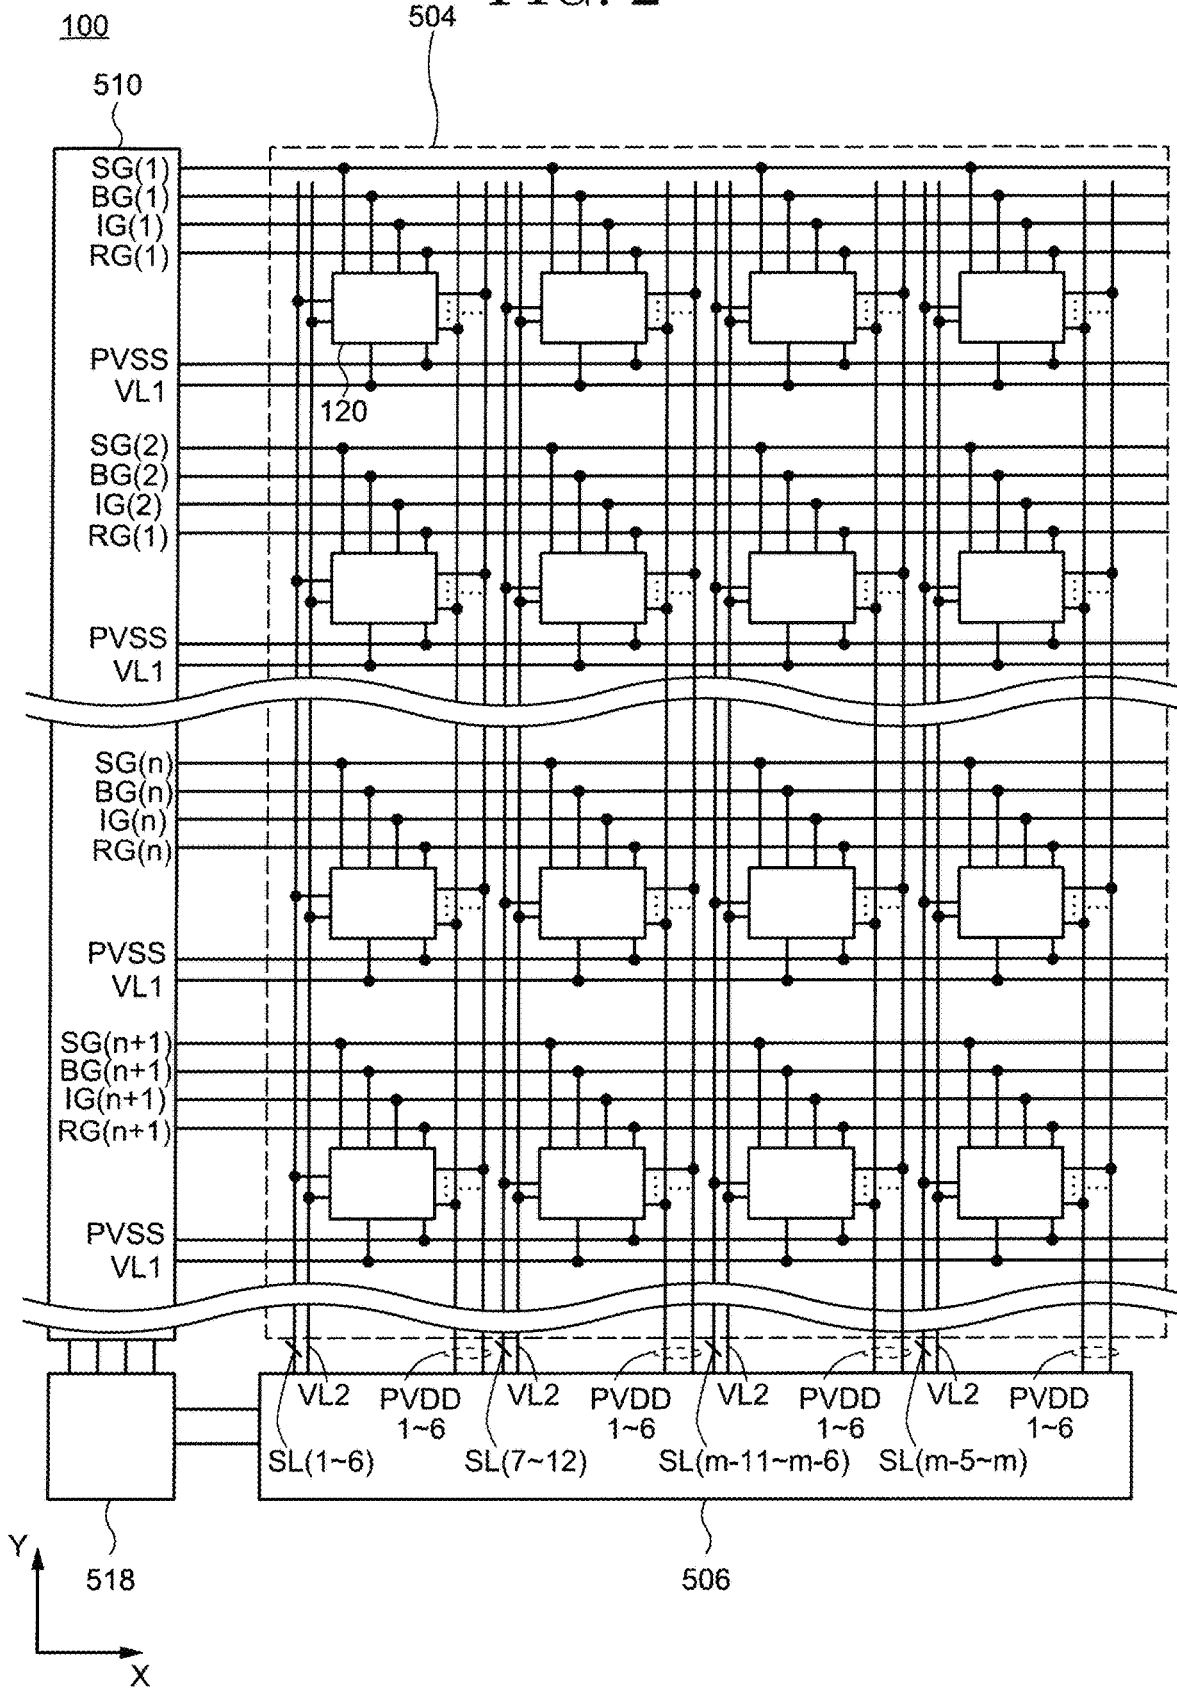 FIG. 2
100
504
510
SG(1)
BG(1)
IG(1)
RG(1)
PVSS
VL1
120
SG(2)
BG(2)
IG(2)
RG(1)
PVSS
VL1
SG(n)
BG(n)
IG(n)
RG(n)
PVSS
VL1
SG(n+1)
BG(n+1)
IG(n+1)
RG(n+1)
PVSS
VL1
VL2 PVDD VL2 PVDD VL2 PVDD VL2 PVDD
1~6 1~6 1~6 1~6
SL(1~6) SL(7~12) SL(m-11~m-6) SL(m-5~m)
Y
518
506
X